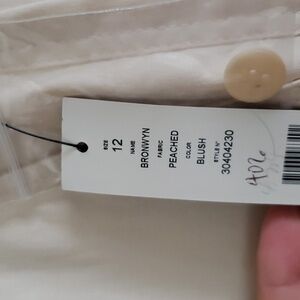 SIZE
12
NAME
BRONWYN
FABRIC
PEACHED
COLOR
BLUSH
STYLE N°
30404230